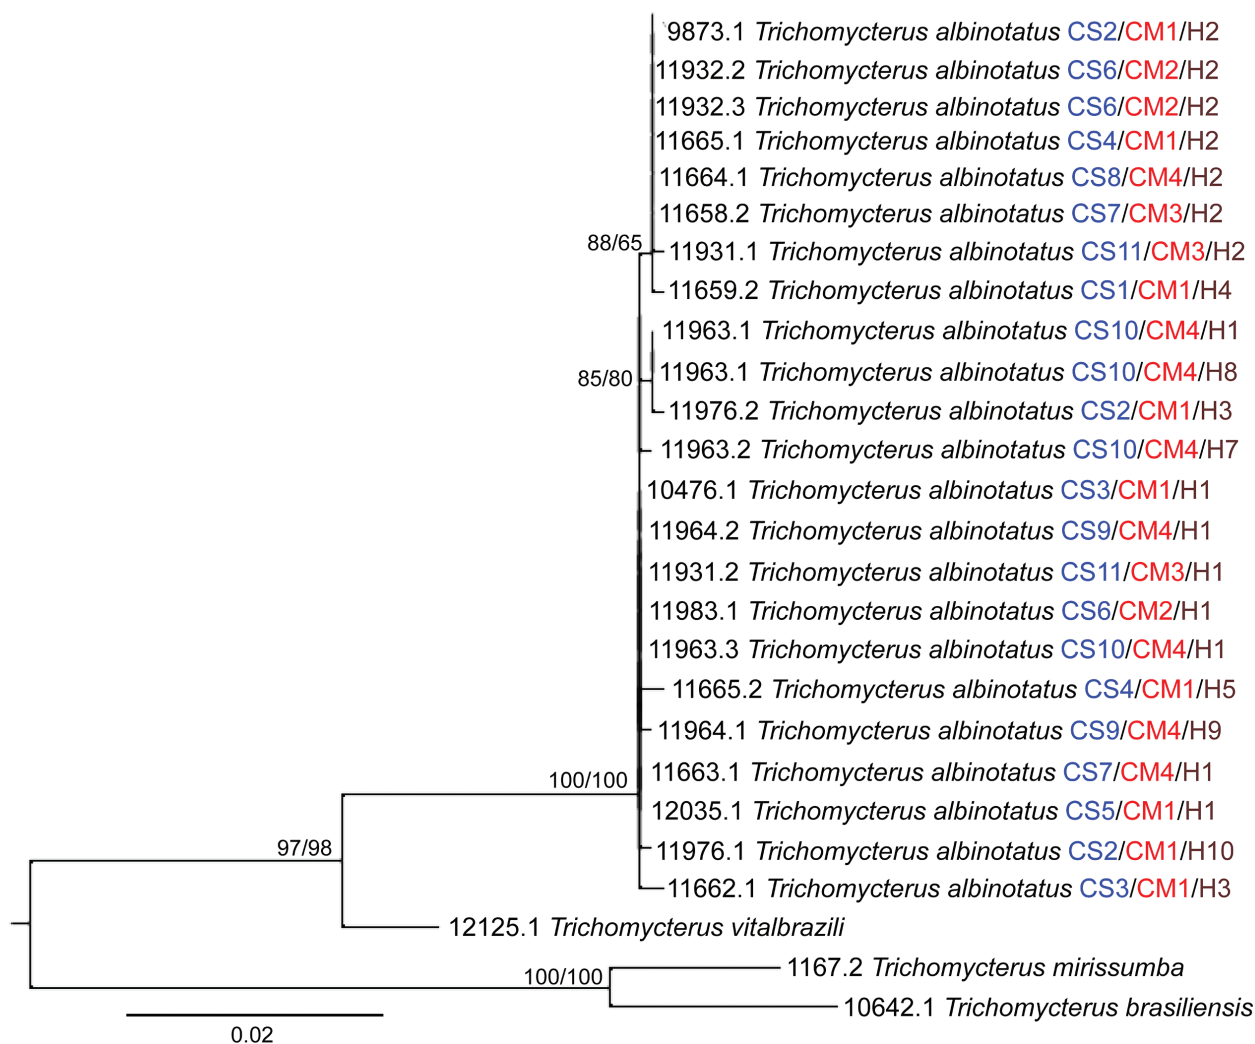 9873.1 Trichomycterus albinotatus CS2/CM1/H2
11932.2 Trichomycterus albinotatus CS6/CM2/H2
11932.3 Trichomycterus albinotatus CS6/CM2/H2
11665.1 Trichomycterus albinotatus CS4/CM1/H2
11664.1 Trichomycterus albinotatus CS8/CM4/H2
11658.2 Trichomycterus albinotatus CS7/CM3/H2
88/65
11931.1 Trichomycterus albinotatus CS11/CM3/H2
11659.2 Trichomycterus albinotatus CS1/CM1/H4
11963.1 Trichomycterus albinotatus CS10/CM4/H1
85/80
11963.1 Trichomycterus albinotatus CS10/CM4/H8
11976.2 Trichomycterus albinotatus CS2/CM1/H3
11963.2 Trichomycterus albinotatus CS10/CM4/H7
10476.1 Trichomycterus albinotatus CS3/CM1/H1
11964.2 Trichomycterus albinotatus CS9/CM4/H1
11931.2 Trichomycterus albinotatus CS11/CM3/H1
11983.1 Trichomycterus albinotatus CS6/CM2/H1
11963.3 Trichomycterus albinotatus CS10/CM4/H1
11665.2 Trichomycterus albinotatus CS4/CM1/H5
11964.1 Trichomycterus albinotatus CS9/CM4/H9
100/100
11663.1 Trichomycterus albinotatus CS7/CM4/H1
12035.1 Trichomycterus albinotatus CS5/CM1/H1
97/98
11976.1 Trichomycterus albinotatus CS2/CM1/H10
11662.1 Trichomycterus albinotatus CS3/CM1/H3
12125.1 Trichomycterus vitalbrazili
100/100
1167.2 Trichomycterus mirissumba
10642.1 Trichomycterus brasiliensis
0.02